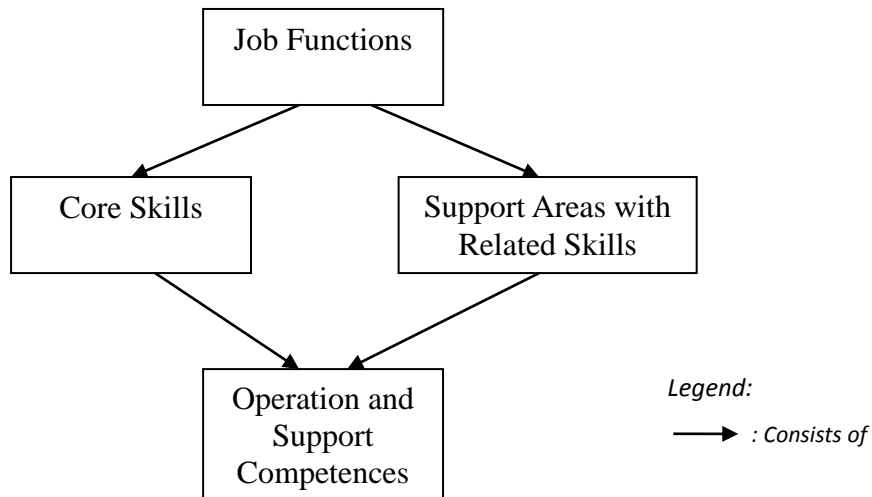 Job Functions
Core Skills
Support Areas with
Related Skills
Operation and
Support
Competences
Legend:
: Consists of